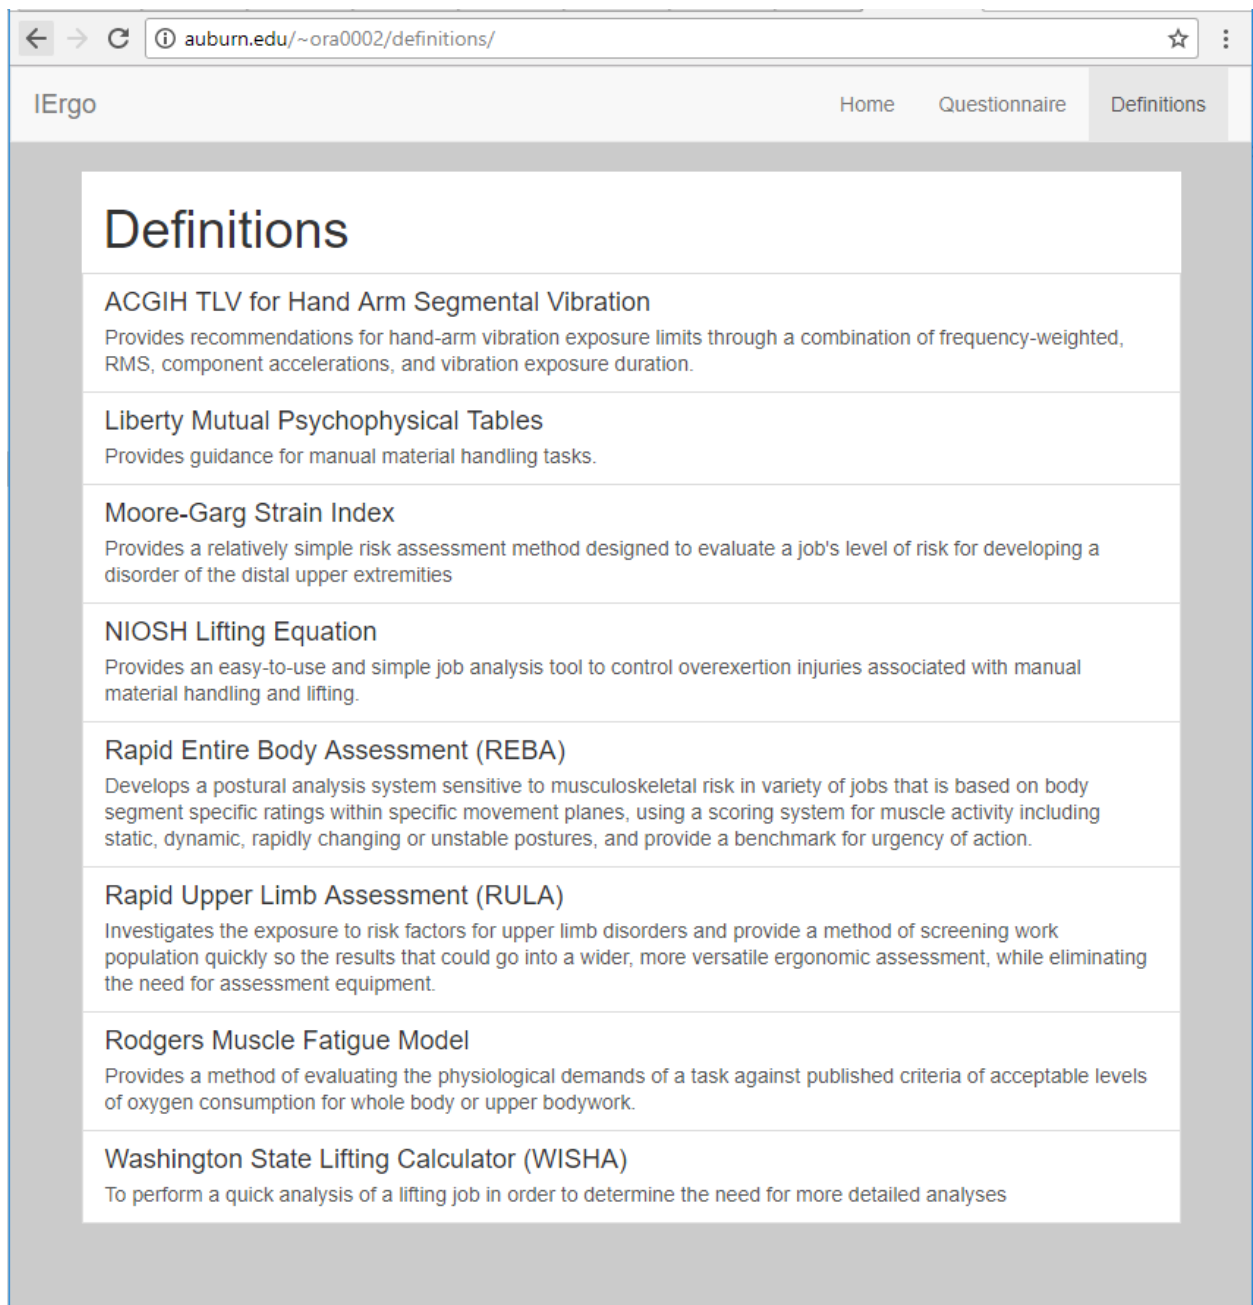 auburn.edu/~ora0002/definitions/
IErgo
Home Questionnaire Definitions
Definitions
ACGIH TLV for Hand Arm Segmental Vibration
Provides recommendations for hand-arm vibration exposure limits through a combination of frequency-weighted,
RMS, component accelerations, and vibration exposure duration.
Liberty Mutual Psychophysical Tables
Provides guidance for manual material handling tasks.
Moore-Garg Strain Index
Provides a relatively simple risk assessment method designed to evaluate a job's level of risk for developing a
disorder of the distal upper extremities
NIOSH Lifting Equation
Provides an easy-to-use and simple job analysis tool to control overexertion injuries associated with manual
material handling and lifting.
Rapid Entire Body Assessment (REBA)
Develops a postural analysis system sensitive to musculoskeletal risk in variety of jobs that is based on body
segment specific ratings within specific movement planes, using a scoring system for muscle activity including
static, dynamic, rapidly changing or unstable postures, and provide a benchmark for urgency of action.
Rapid Upper Limb Assessment (RULA)
Investigates the exposure to risk factors for upper limb disorders and provide a method of screening work
population quickly so the results that could go into a wider, more versatile ergonomic assessment, while eliminating
the need for assessment equipment.
Rodgers Muscle Fatigue Model
Provides a method of evaluating the physiological demands of a task against published criteria of acceptable levels
of oxygen consumption for whole body or upper bodywork.
Washington State Lifting Calculator (WISHA)
To perform a quick analysis of a lifting job in order to determine the need for more detailed analyses